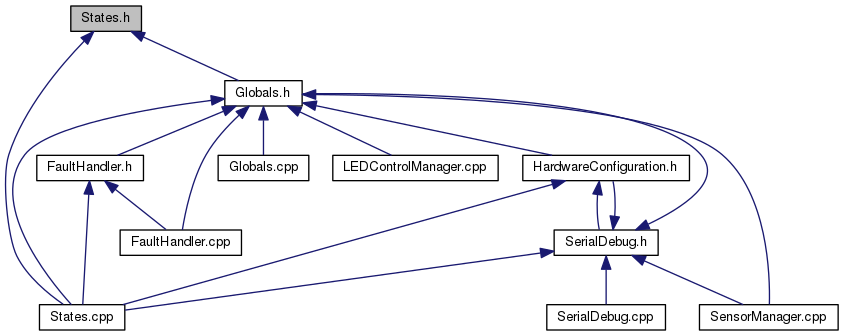 States.h
Globals.h
FaultHandler.h
Globals.cpp
LEDControlManager.cpp
HardwareConfiguration.h
FaultHandler.cpp
SerialDebug.h
States.cpp
SerialDebug.cpp
SensorManager.cpp